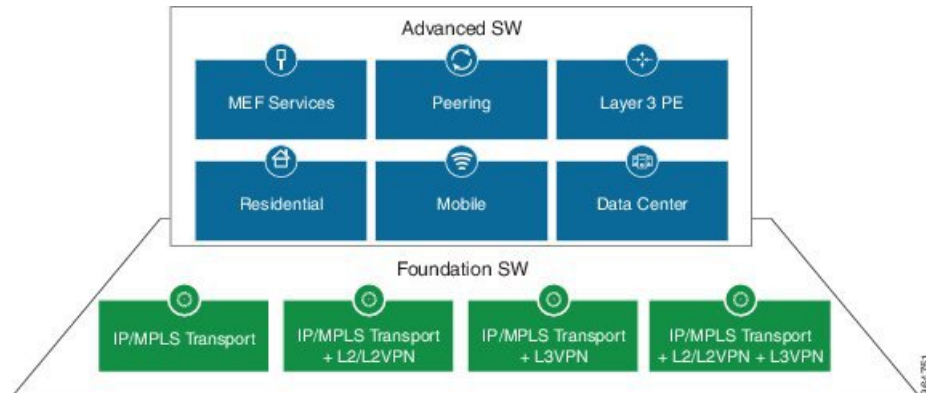 Advanced SW
MEF Services
Peering
Layer 3 PE
Residential
Mobile
Data Center
Foundation SW
IP/MPLS Transport
IP/MPLS Transport
+ L2/L2VPN
IP/MPLS Transport
+ L3VPN
IP/MPLS Transport
+ L2/L2VPN + L3VPN